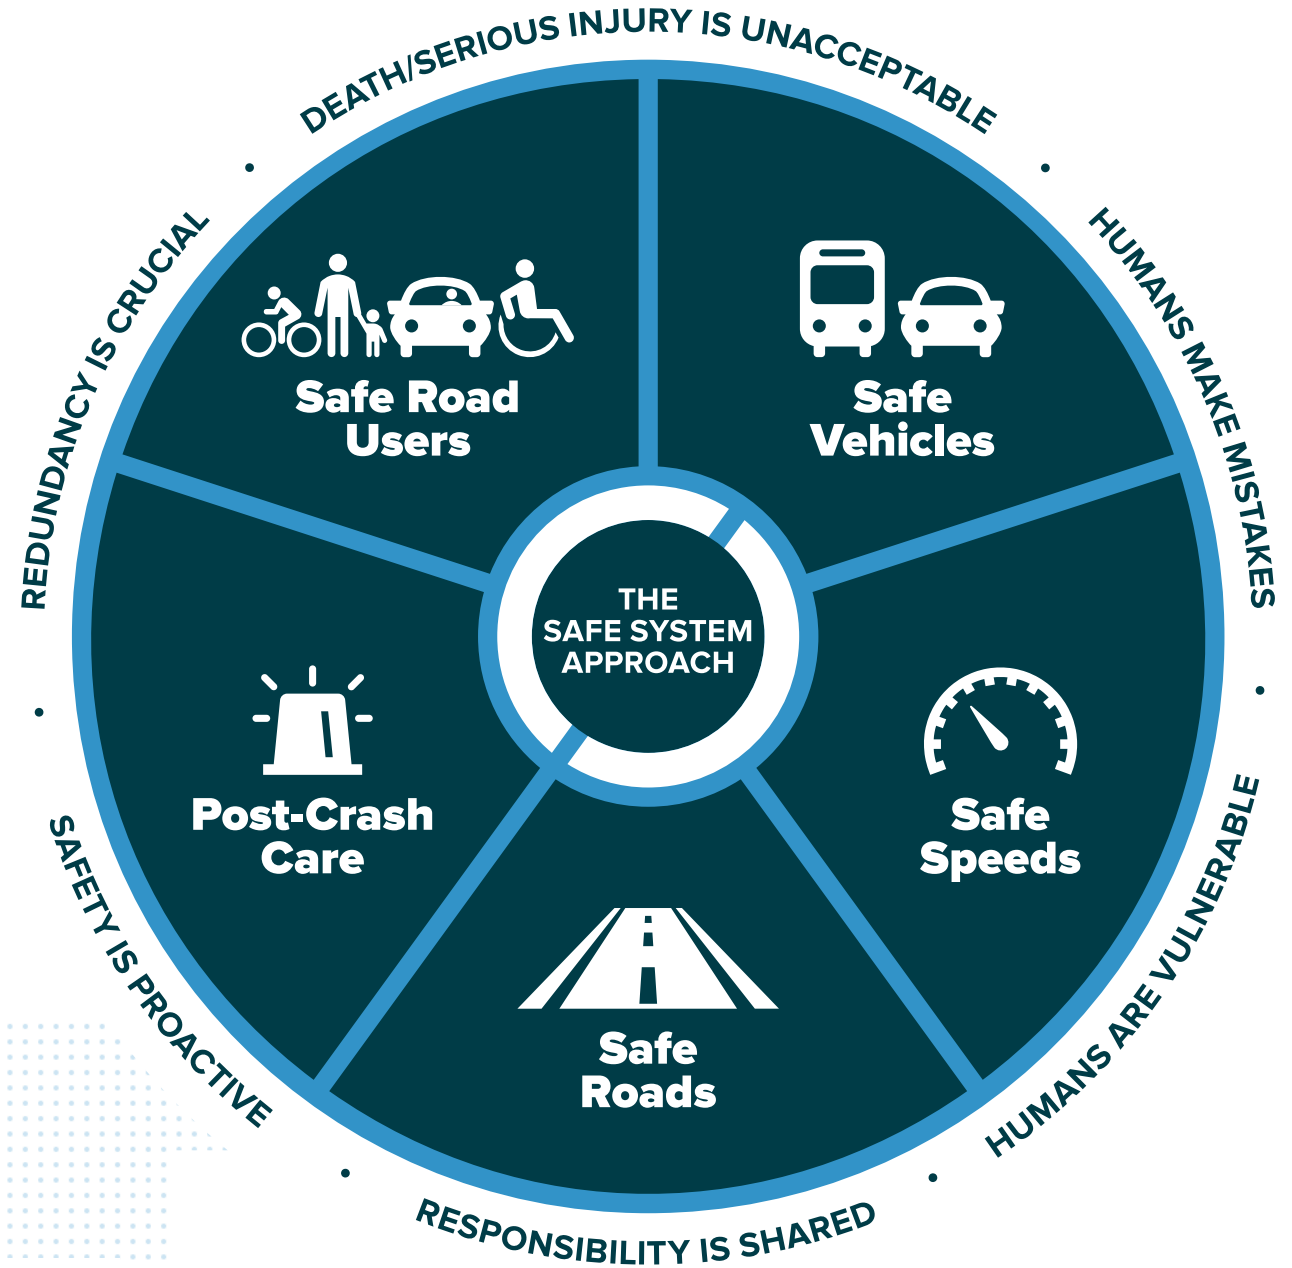 DEATH/SERIOUS INJURY IS UNACCEPTABLE
HUMANS MAKE MISTAKES
HUMANS ARE VULNERABLE
RESPONSIBILITY IS SHARED
SAFETY IS PROACTIVE
REDUNDANCY IS CRUCIAL
Safe Road
Users
Safe
Vehicles
Safe
Speeds
Safe
Roads
Post-Crash
Care
THE
SAFE SYSTEM
APPROACH